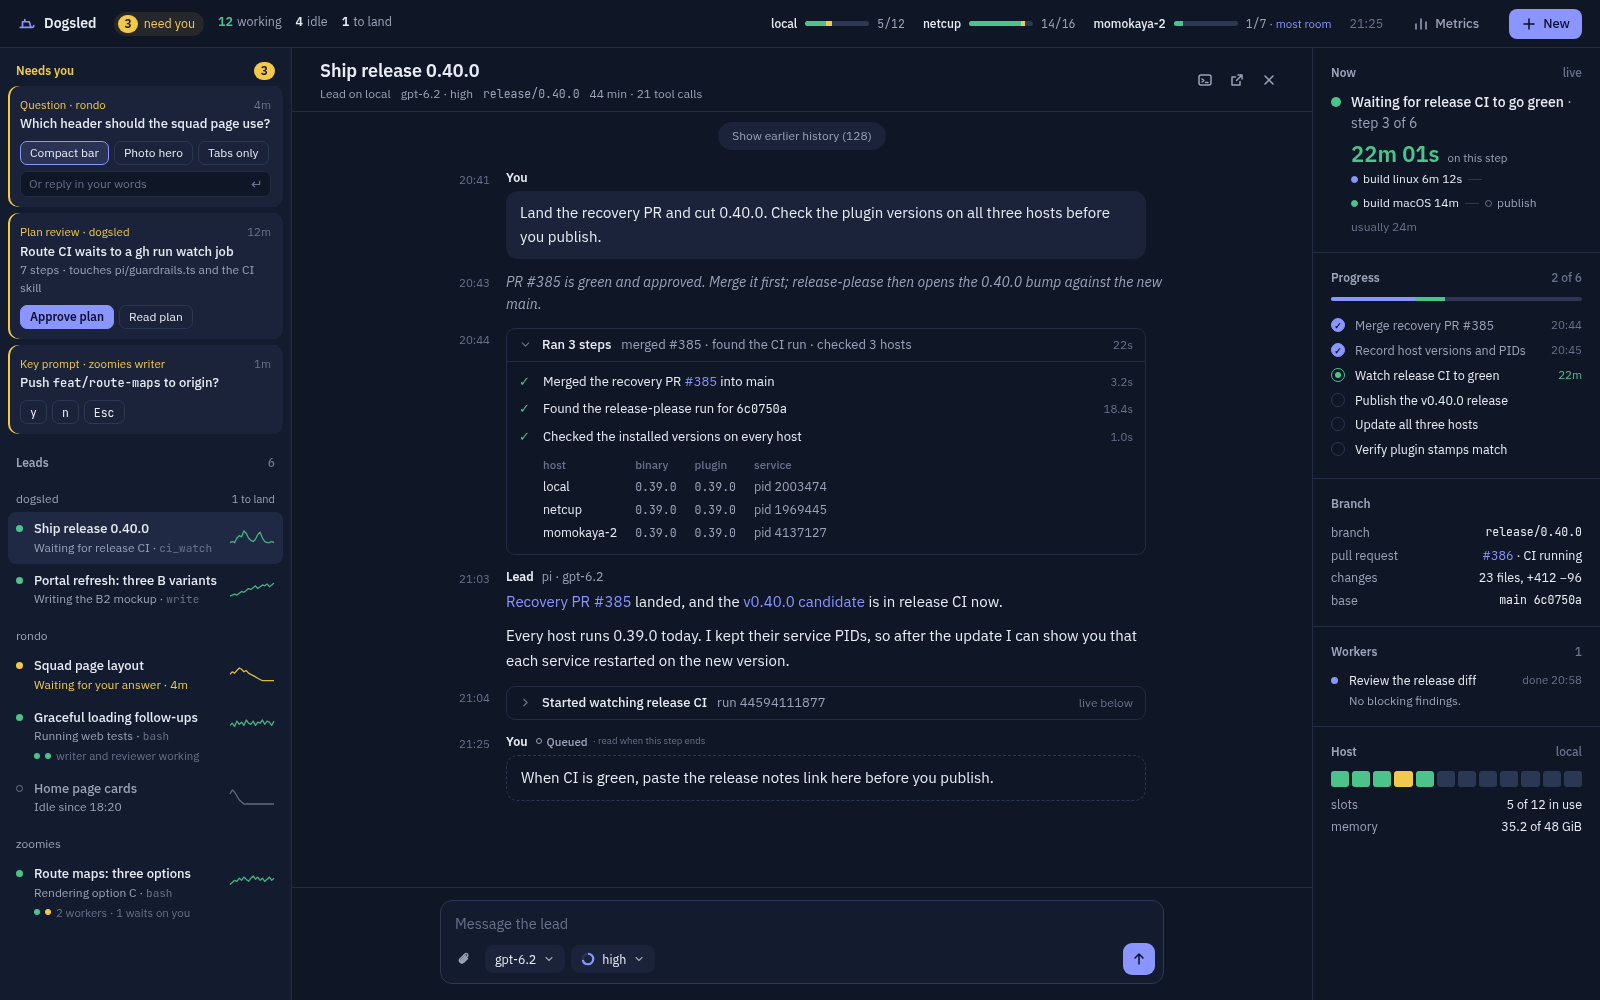 Dogsled
3 need you
12 working 4 idle 1 to land
local 5/12 netcup 14/16 momokaya-2 1/7 · most room 21:25
Metrics
New
Needs you 3
Question · rondo 4m
Which header should the squad page use?
Compact bar Photo hero Tabs only
Or reply in your words
Plan review · dogsled 12m
Route CI waits to a gh run watch job
7 steps · touches pi/guardrails.ts and the CI
skill
Approve plan Read plan
Key prompt · zoomies writer 1m
Push feat/route-maps to origin?
y n Esc
Leads 6
dogsled 1 to land
Ship release 0.40.0
Waiting for release CI · ci_watch
Portal refresh: three B variants
Writing the B2 mockup · write
rondo
Squad page layout
Waiting for your answer · 4m
Graceful loading follow-ups
Running web tests · bash
writer and reviewer working
Home page cards
Idle since 18:20
zoomies
Route maps: three options
Rendering option C · bash
2 workers · 1 waits on you
Ship release 0.40.0
Lead on local gpt-6.2 · high release/0.40.0 44 min · 21 tool calls
Show earlier history (128)
20:41 You
Land the recovery PR and cut 0.40.0. Check the plugin versions on all three hosts before
you publish.
20:43 PR #385 is green and approved. Merge it first; release-please then opens the 0.40.0 bump against the new
main.
20:44 Ran 3 steps merged #385 · found the CI run · checked 3 hosts 22s
✓ Merged the recovery PR #385 into main 3.2s
✓ Found the release-please run for 6c0750a 18.4s
✓ Checked the installed versions on every host 1.0s
host binary plugin service
local 0.39.0 0.39.0 pid 2003474
netcup 0.39.0 0.39.0 pid 1969445
momokaya-2 0.39.0 0.39.0 pid 4137127
21:03 Lead pi · gpt-6.2
Recovery PR #385 landed, and the v0.40.0 candidate is in release CI now.
Every host runs 0.39.0 today. I kept their service PIDs, so after the update I can show you that
each service restarted on the new version.
21:04 Started watching release CI run 44594111877 live below
21:25 You Queued · read when this step ends
When CI is green, paste the release notes link here before you publish.
Message the lead
gpt-6.2 high
Now live
Waiting for release CI to go green ·
step 3 of 6
22m 01s on this step
build linux 6m 12s
build macOS 14m publish
usually 24m
Progress 2 of 6
Merge recovery PR #385 20:44
Record host versions and PIDs 20:45
Watch release CI to green 22m
Publish the v0.40.0 release
Update all three hosts
Verify plugin stamps match
Branch
branch release/0.40.0
pull request #386 · CI running
changes 23 files, +412 −96
base main 6c0750a
Workers 1
Review the release diff done 20:58
No blocking findings.
Host local
slots 5 of 12 in use
memory 35.2 of 48 GiB